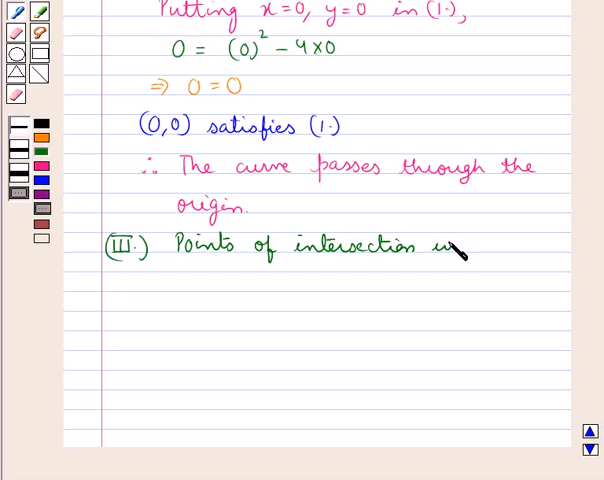 Putting x=0, y=0 in (1.),
0 = (0)² − 4×0
⇒ 0 = 0
(0,0) satisfies (1.)
∴ The curve passes through the
origin.
(III.) Points of intersection